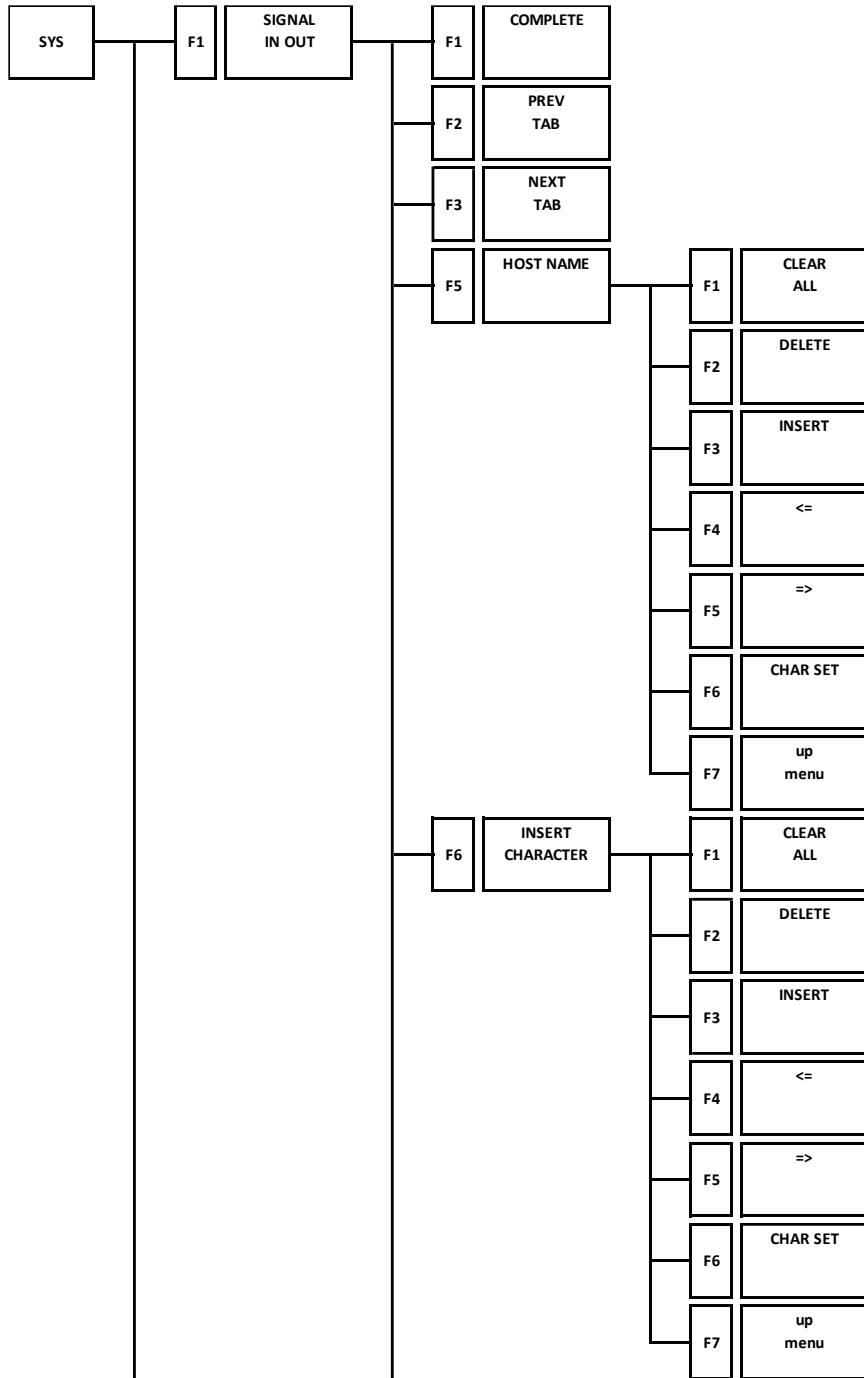 SYS
F1
SIGNAL
IN OUT
F1
COMPLETE
F2
PREV
TAB
F3
NEXT
TAB
F5
HOST NAME
F1
CLEAR
ALL
F2
DELETE
F3
INSERT
F4
<=
F5
=>
F6
CHAR SET
F7
up
menu
F6
INSERT
CHARACTER
F1
CLEAR
ALL
F2
DELETE
F3
INSERT
F4
<=
F5
=>
F6
CHAR SET
F7
up
menu